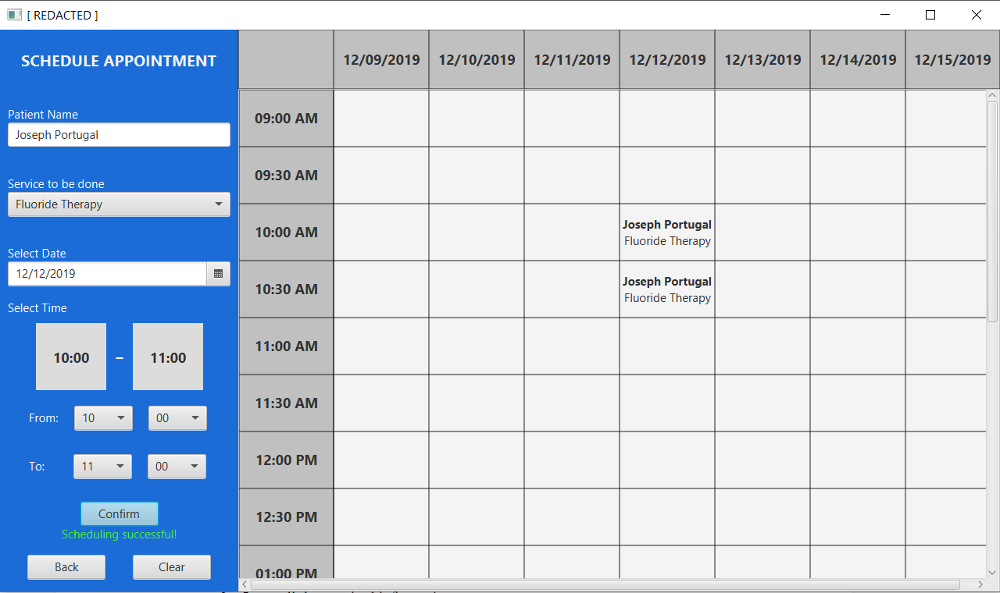 [ REDACTED ]
SCHEDULE APPOINTMENT
Patient Name
Joseph Portugal
Service to be done
Fluoride Therapy
Select Date
12/12/2019
Select Time
10:00 – 11:00
From: 10 00
To: 11 00
Confirm
Scheduling successful!
Back Clear
12/09/2019 12/10/2019 12/11/2019 12/12/2019 12/13/2019 12/14/2019 12/15/2019
09:00 AM
09:30 AM
10:00 AM
Joseph Portugal
Fluoride Therapy
10:30 AM
Joseph Portugal
Fluoride Therapy
11:00 AM
11:30 AM
12:00 PM
12:30 PM
01:00 PM